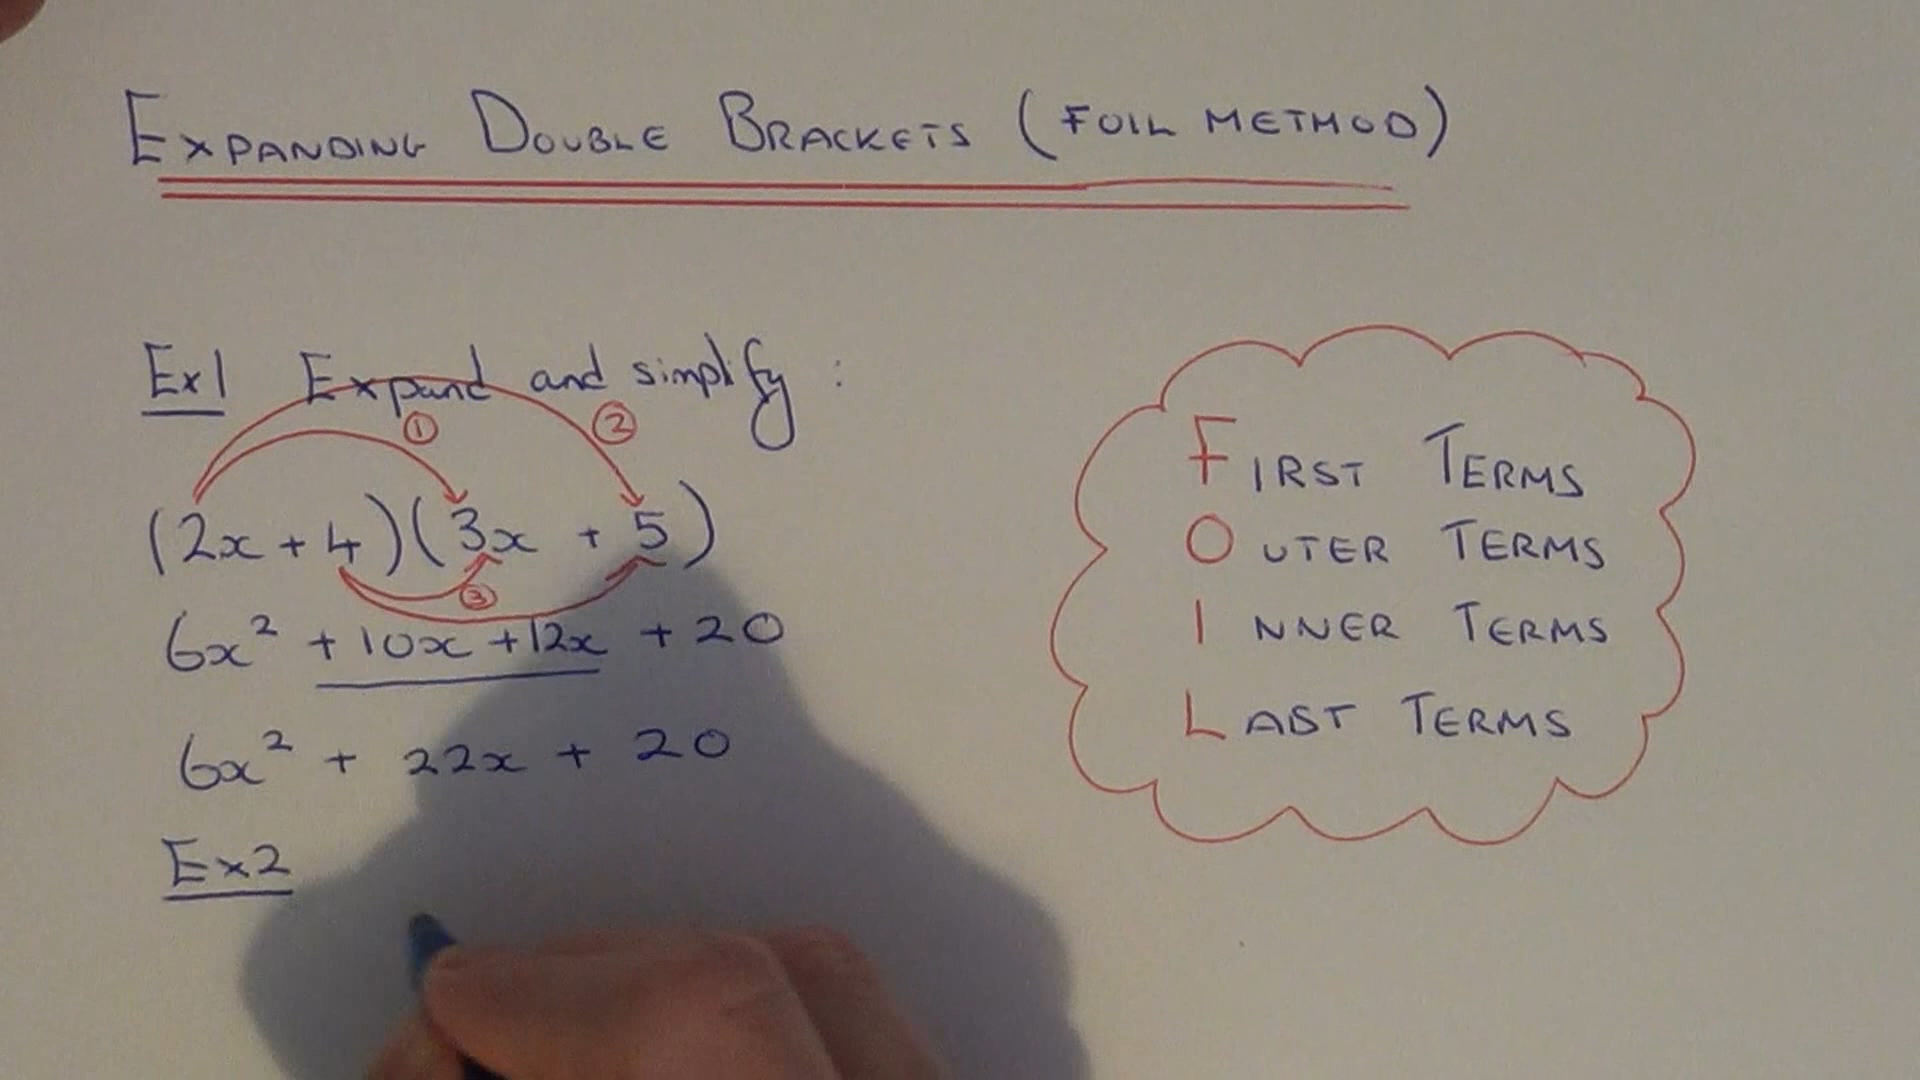 EXPANDING DOUBLE BRACKETS (FOIL METHOD)
Ex1 Expand and simplify :
① ②
(2x + 4)(3x + 5)
③
6x² + 10x + 12x + 20
6x² + 22x + 20
Ex2
FIRST TERMS
OUTER TERMS
INNER TERMS
LAST TERMS